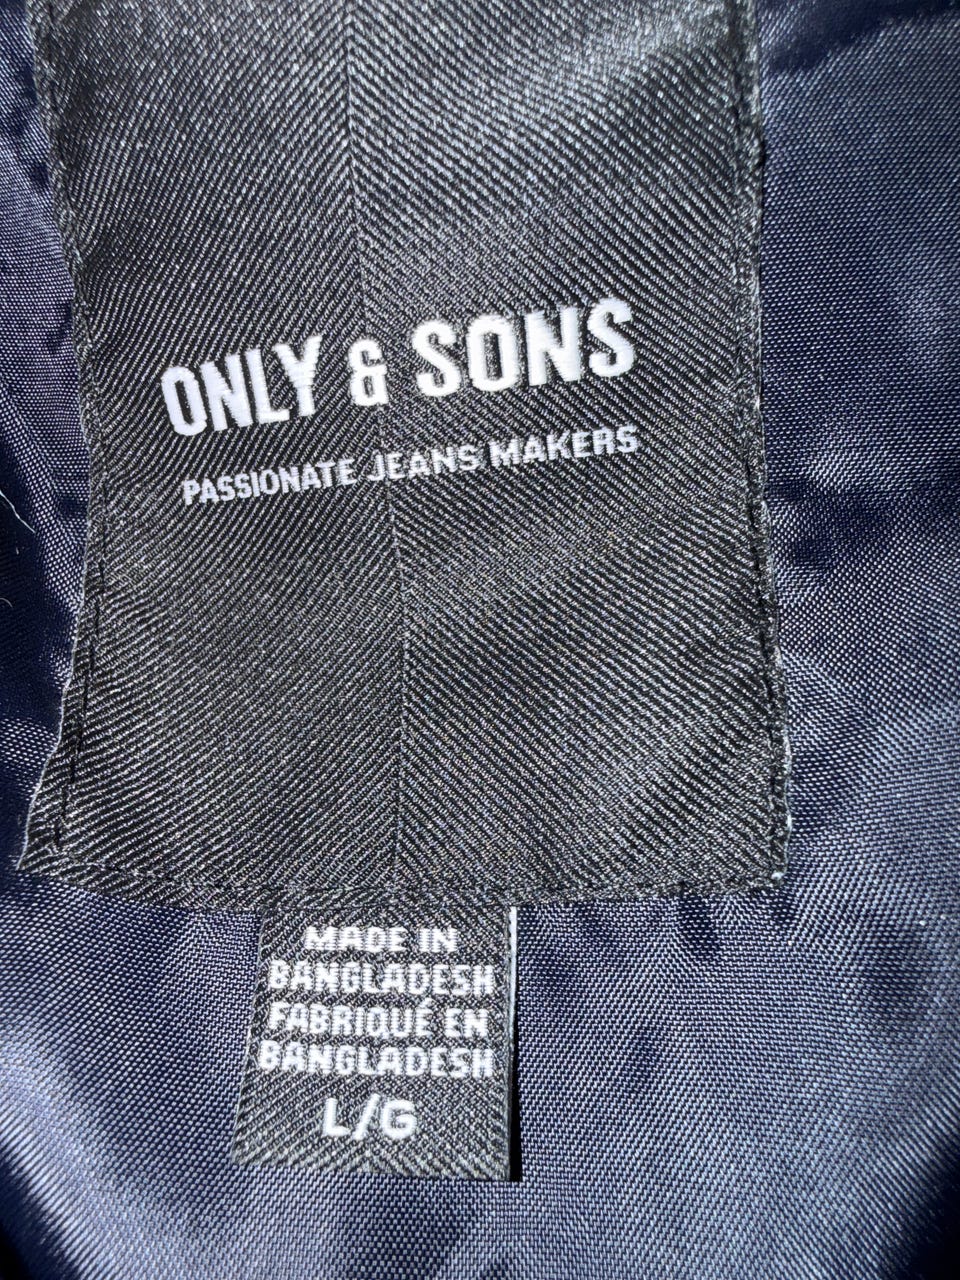 ONLY & SONS
PASSIONATE JEANS MAKERS
MADE IN
BANGLADESH
FABRIQUÉ EN
BANGLADESH
L/G